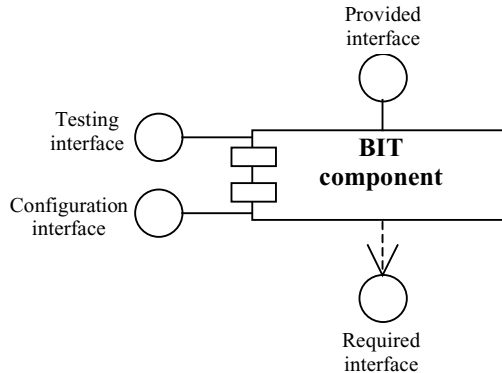 Provided
interface
Testing
interface
BIT
component
Configuration
interface
Required
interface